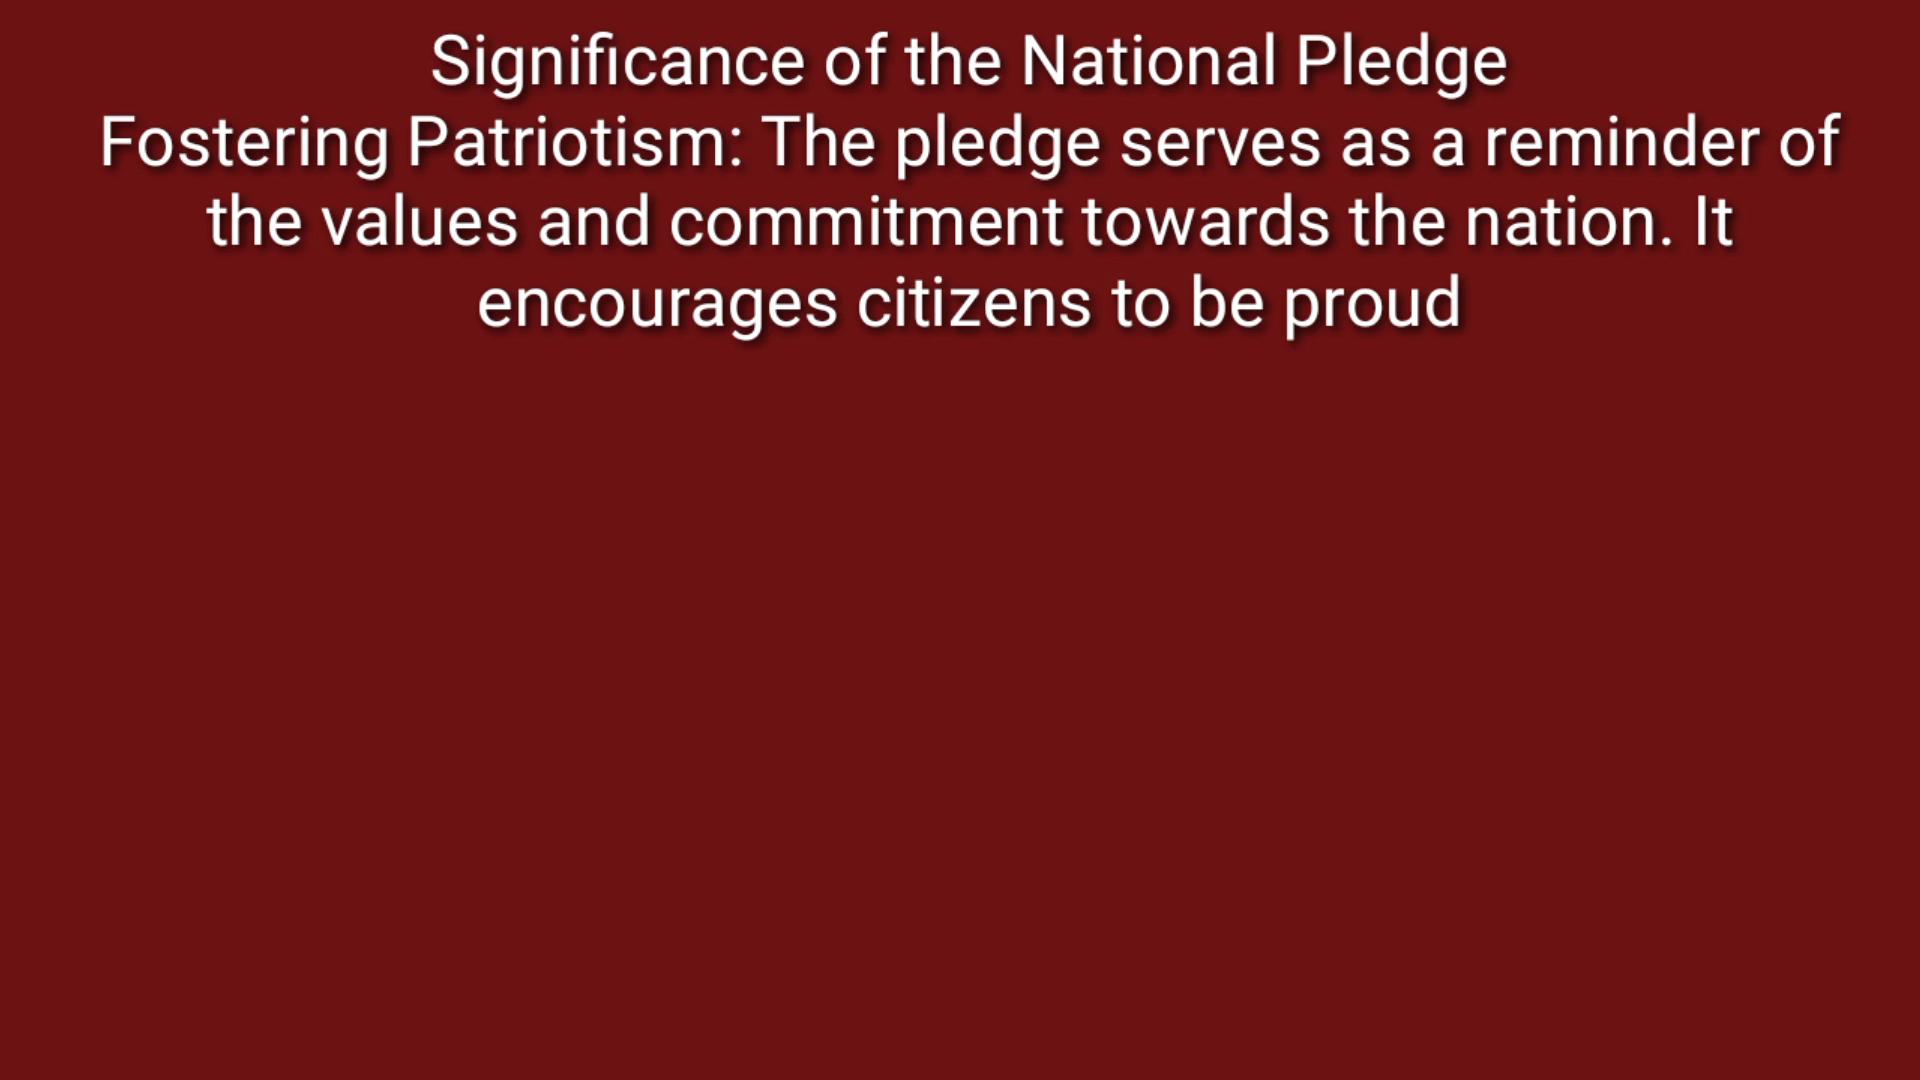 Significance of the National Pledge
Fostering Patriotism: The pledge serves as a reminder of
the values and commitment towards the nation. It
encourages citizens to be proud